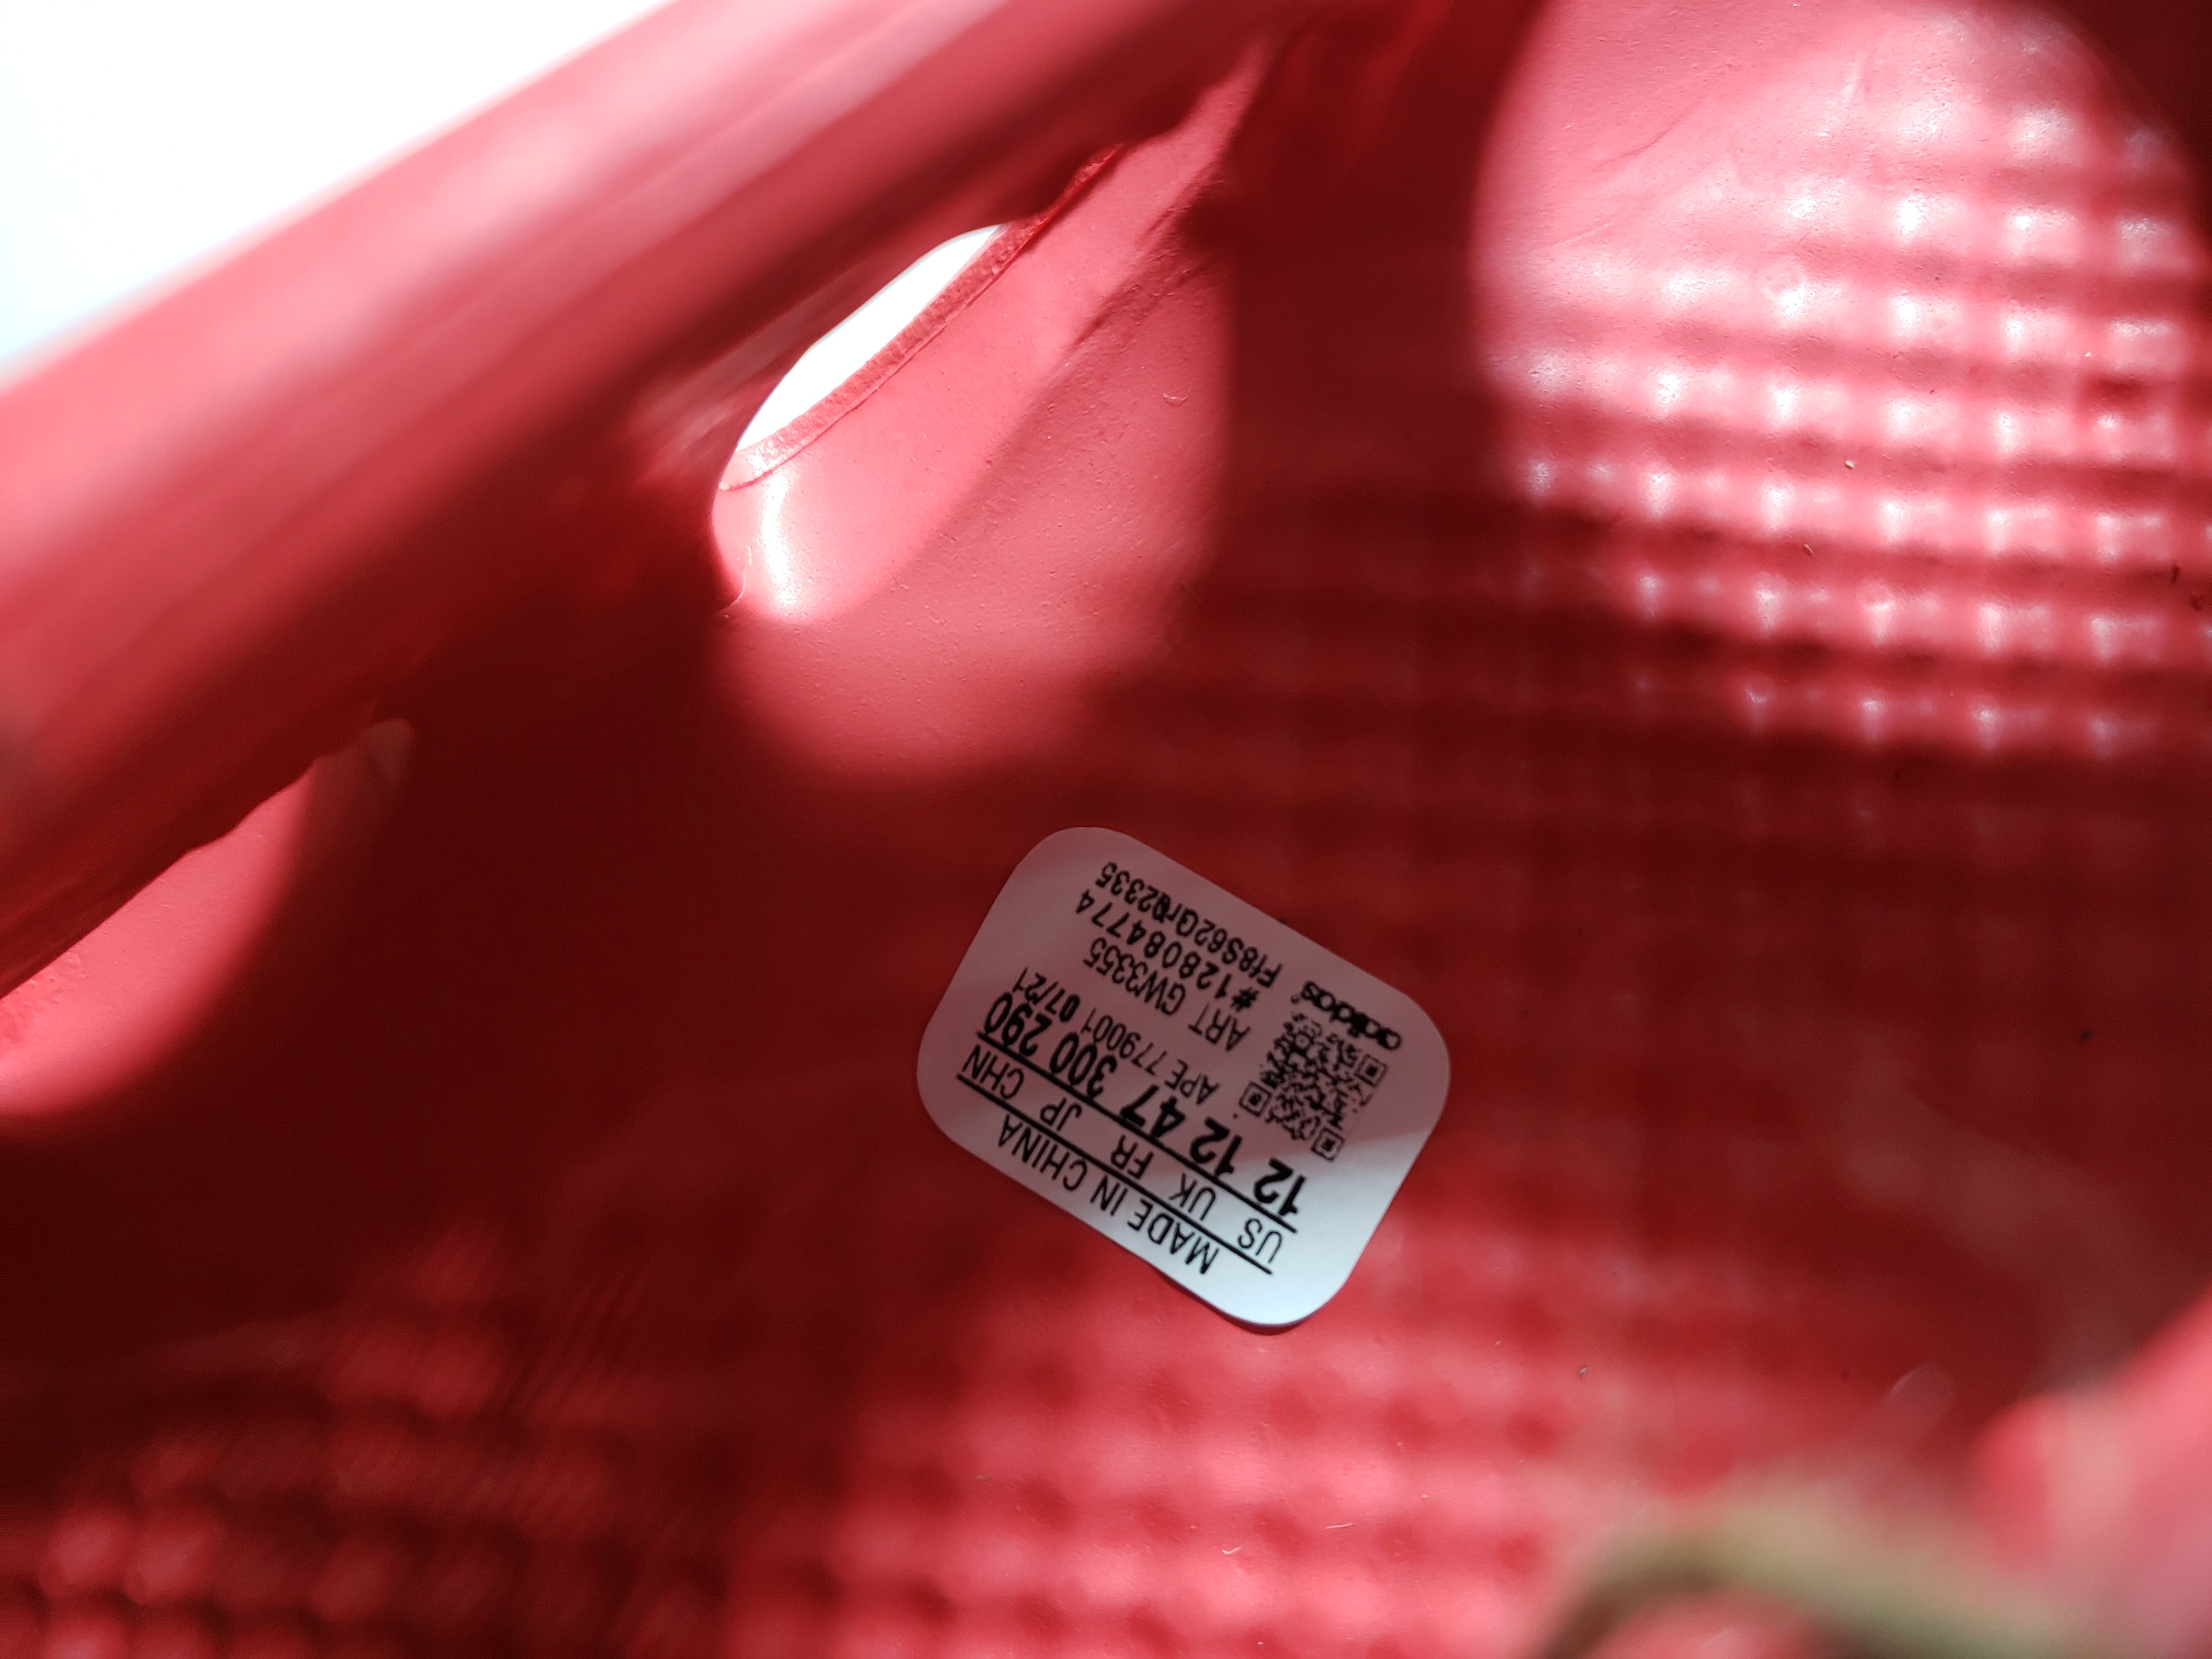 MADE IN CHINA
US UK FR JP CHN
12 12 47 300 290
APE 779001 07/21
ART GW3355
#128084774
adidas